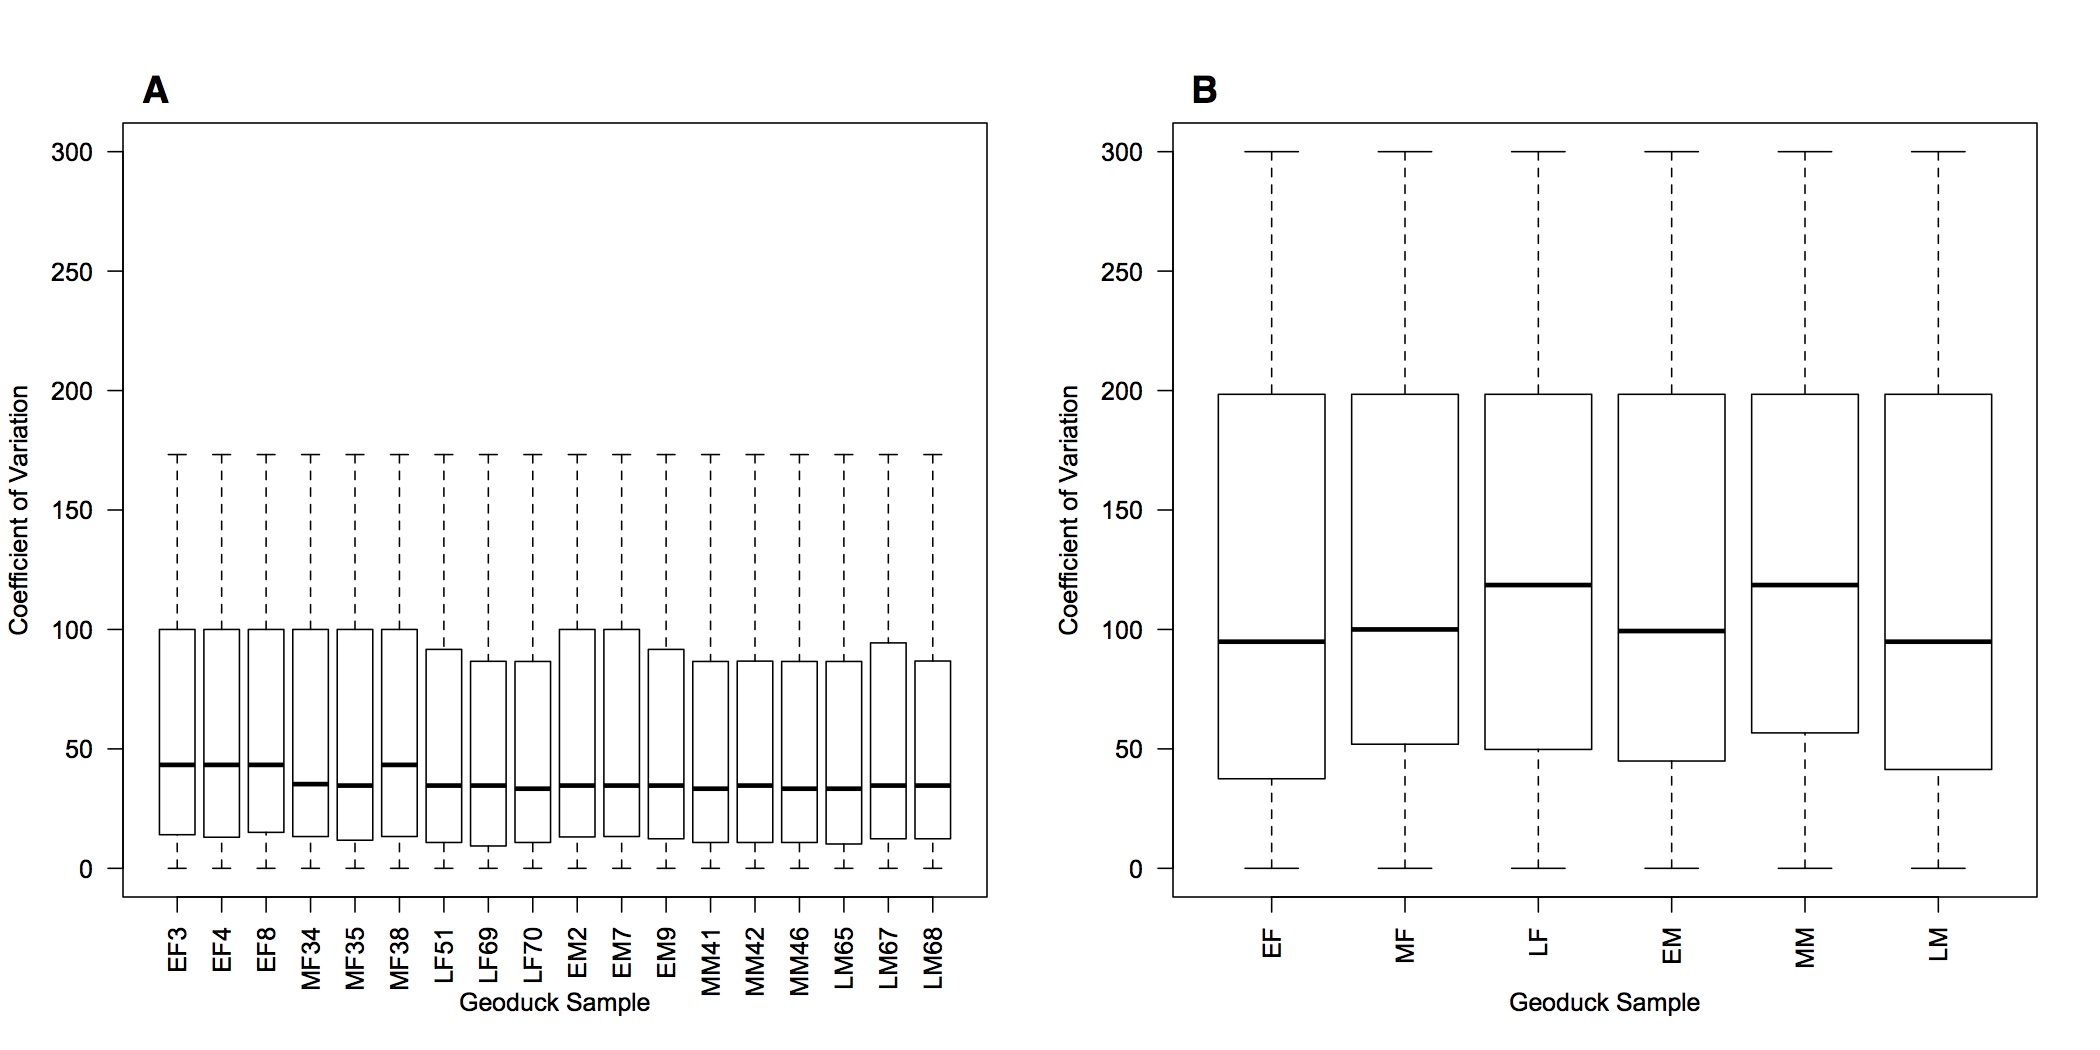 A
300
250
200
150
100
50
0
Coefficient of Variation
EF3
EF4
EF8
MF34
MF35
MF38
LF51
LF69
LF70
EM2
EM7
EM9
MM41
MM42
MM46
LM65
LM67
LM68
Geoduck Sample
B
300
250
200
150
100
50
0
Coefficient of Variation
EF
MF
LF
EM
MM
LM
Geoduck Sample